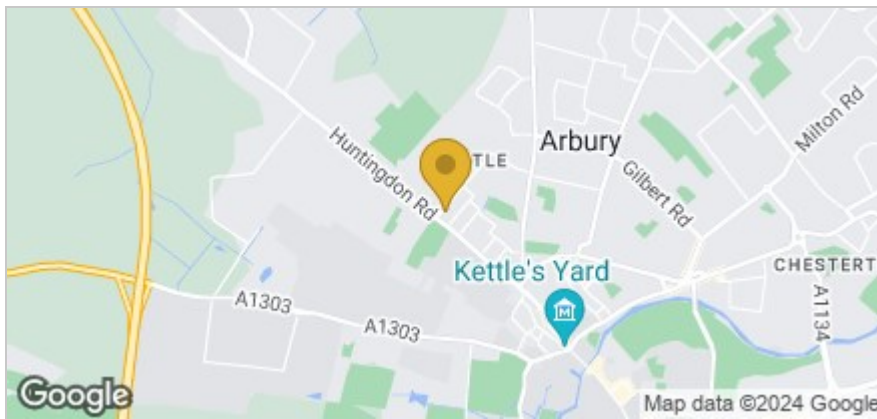 Arbury
TLE
Huntingdon Rd
Gilbert Rd
Milton Rd
Kettle's Yard
M
CHESTERT
A1303
A1303
A1134
Google
Map data ©2024 Google